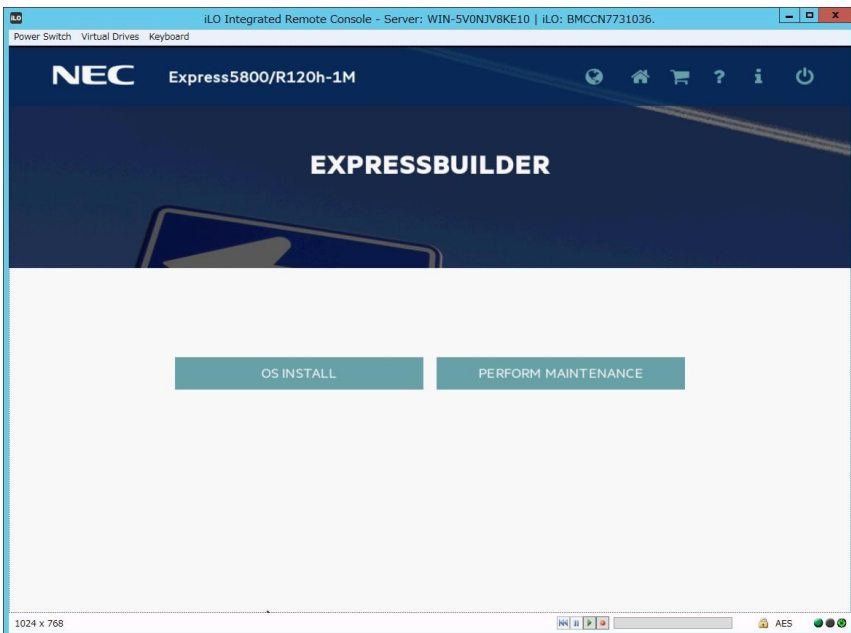 iLO
iLO Integrated Remote Console - Server: WIN-5V0NJV8KE10 | iLO: BMCCN7731036.
Power Switch Virtual Drives Keyboard
NEC Express5800/R120h-1M
EXPRESSBUILDER
OS INSTALL PERFORM MAINTENANCE
1024 x 768 AES